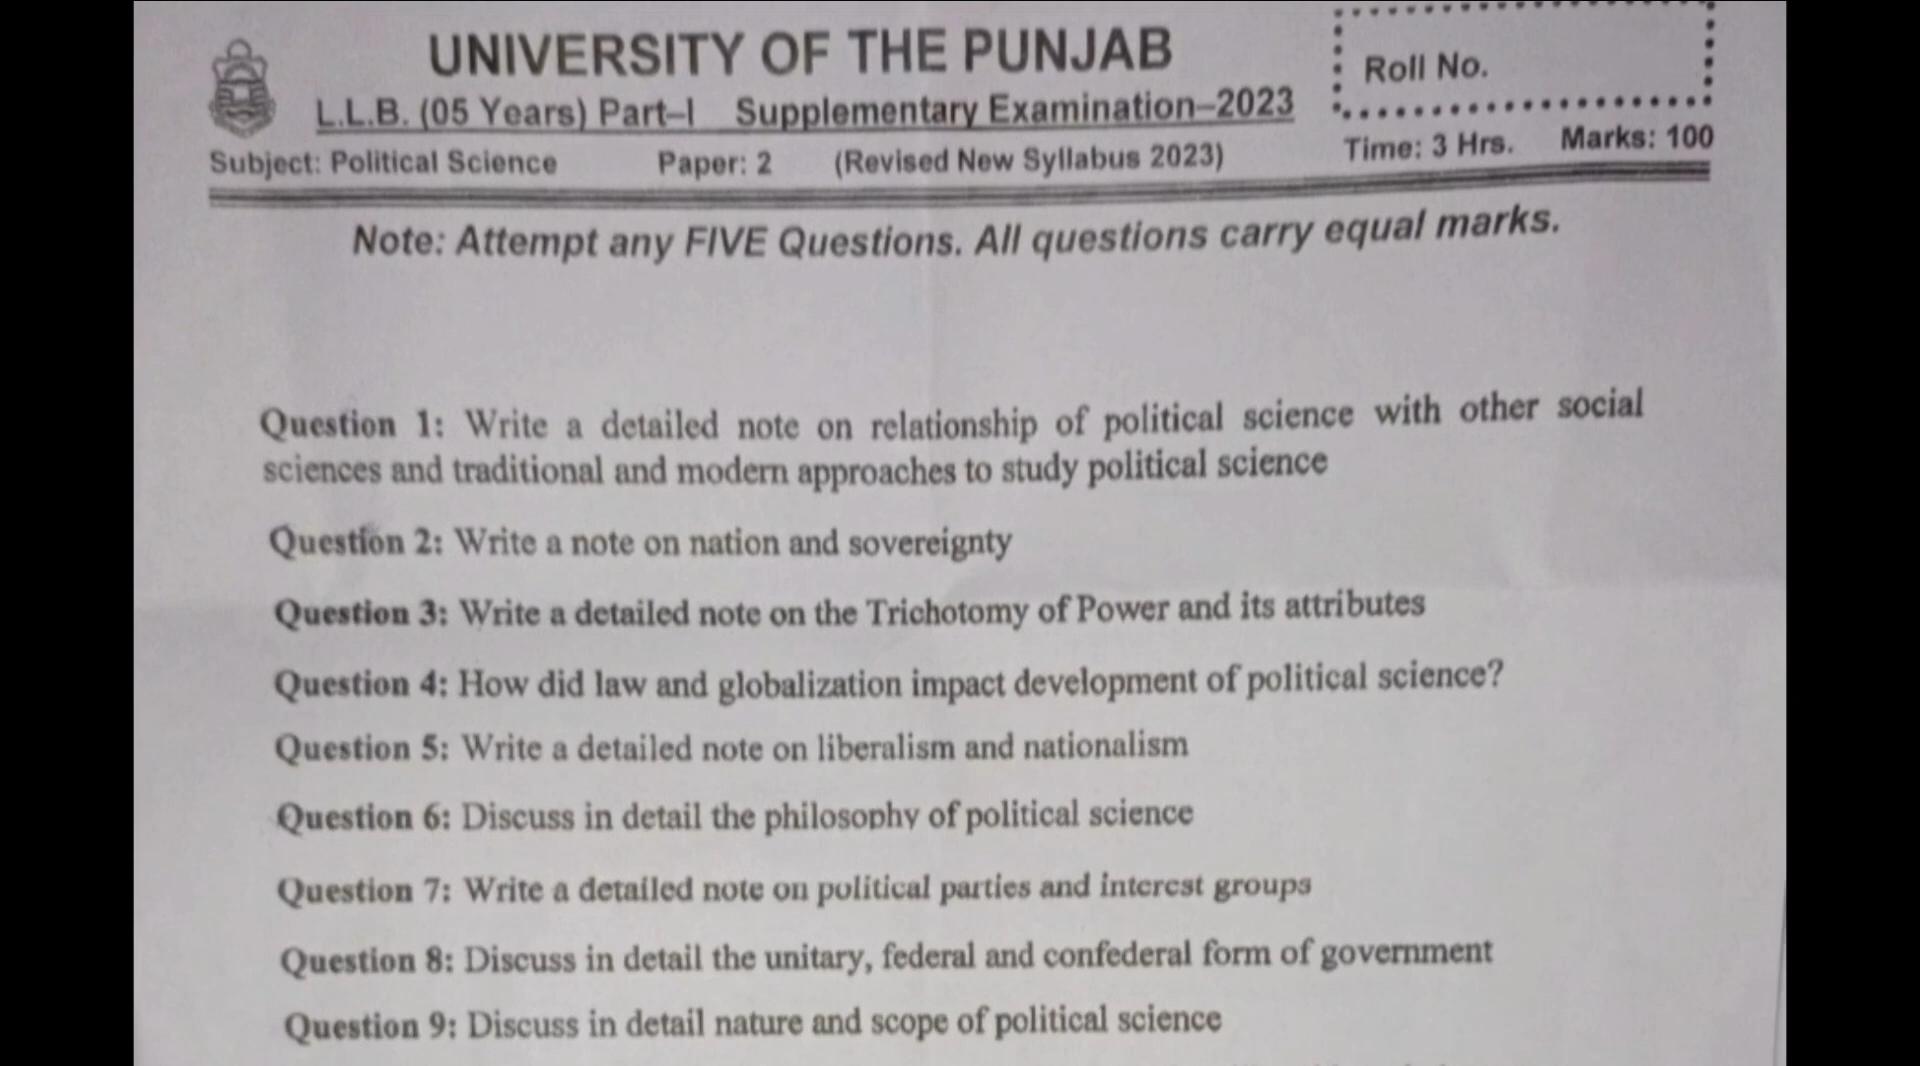 UNIVERSITY OF THE PUNJAB
Roll No.
L.L.B. (05 Years) Part–I Supplementary Examination–2023
Subject: Political Science Paper: 2 (Revised New Syllabus 2023) Time: 3 Hrs. Marks: 100
Note: Attempt any FIVE Questions. All questions carry equal marks.
Question 1: Write a detailed note on relationship of political science with other social
sciences and traditional and modern approaches to study political science
Question 2: Write a note on nation and sovereignty
Question 3: Write a detailed note on the Trichotomy of Power and its attributes
Question 4: How did law and globalization impact development of political science?
Question 5: Write a detailed note on liberalism and nationalism
Question 6: Discuss in detail the philosophy of political science
Question 7: Write a detailed note on political parties and interest groups
Question 8: Discuss in detail the unitary, federal and confederal form of government
Question 9: Discuss in detail nature and scope of political science